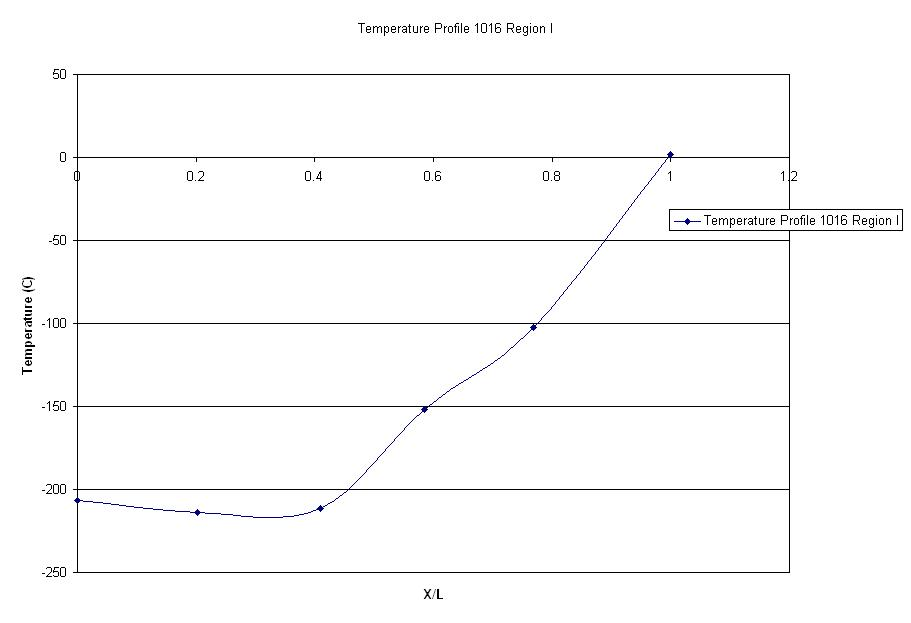 Temperature Profile 1016 Region I
50
0
0 0.2 0.4 0.6 0.8 1 1.2
Temperature Profile 1016 Region I
-50
-100
Temperature (C)
-150
-200
-250
X/L